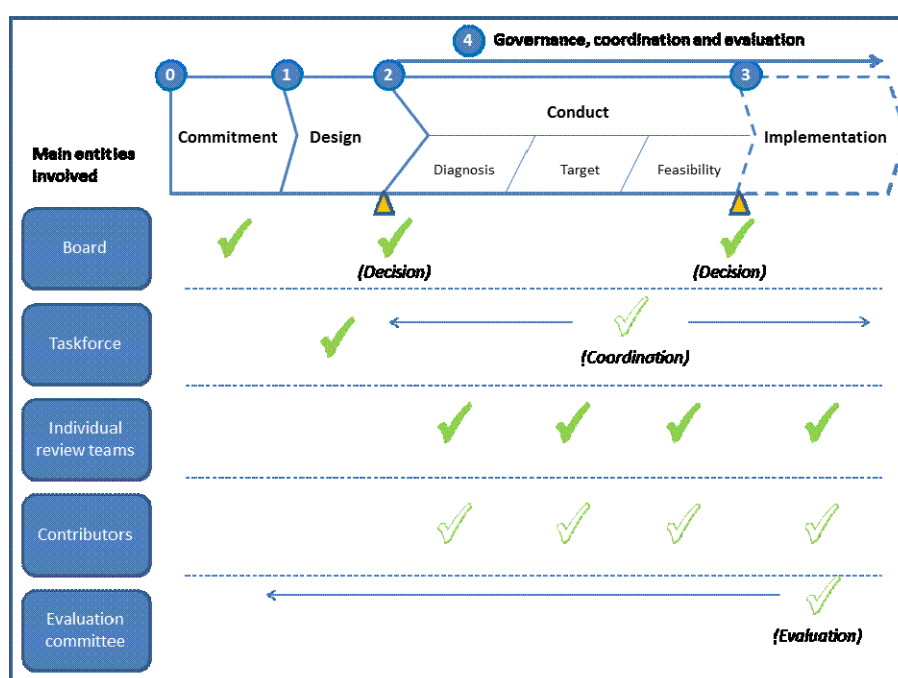 4 Governance, coordination and evaluation
0 1 2 3
Commitment Design Conduct Implementation
Diagnosis Target Feasibility
Main entities
involved
Board
(Decision) (Decision)
Taskforce
(Coordination)
Individual
review teams
Contributors
Evaluation
committee
(Evaluation)